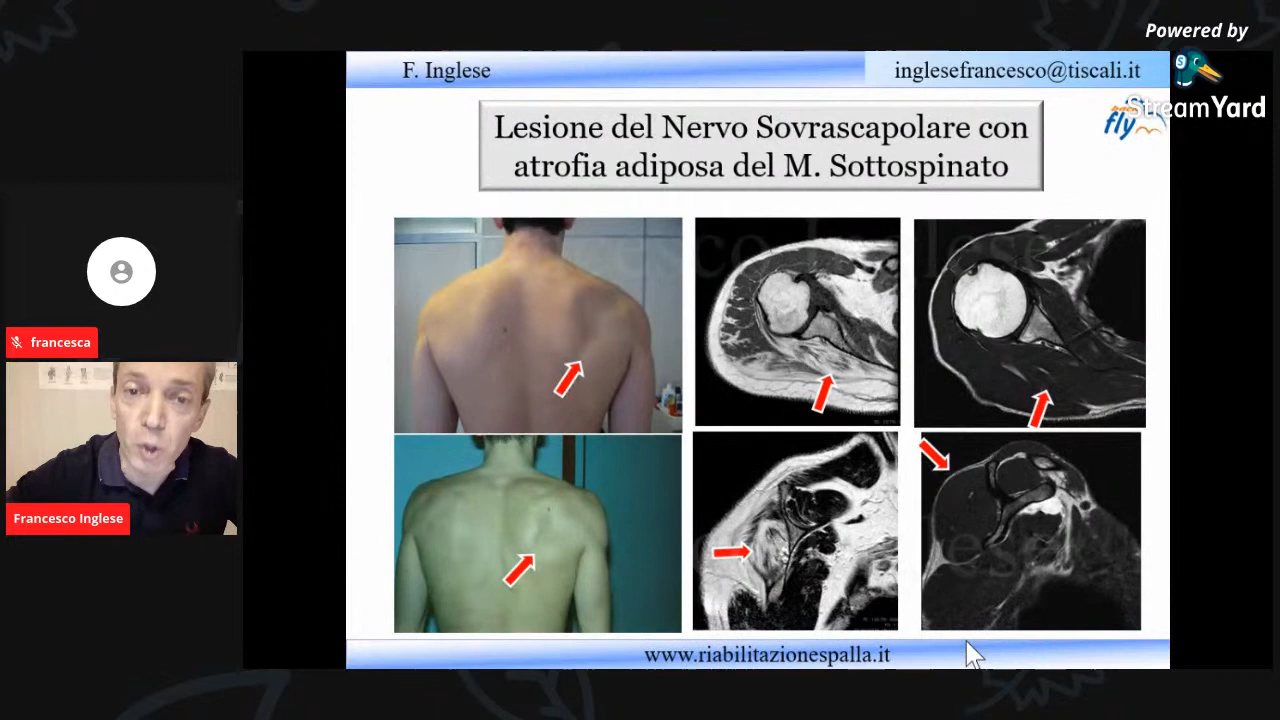 Powered by
StreamYard
F. Inglese
inglesefrancesco@tiscali.it
fly
Lesione del Nervo Sovrascapolare con
atrofia adiposa del M. Sottospinato
francesca
Francesco Inglese
www.riabilitazionespalla.it